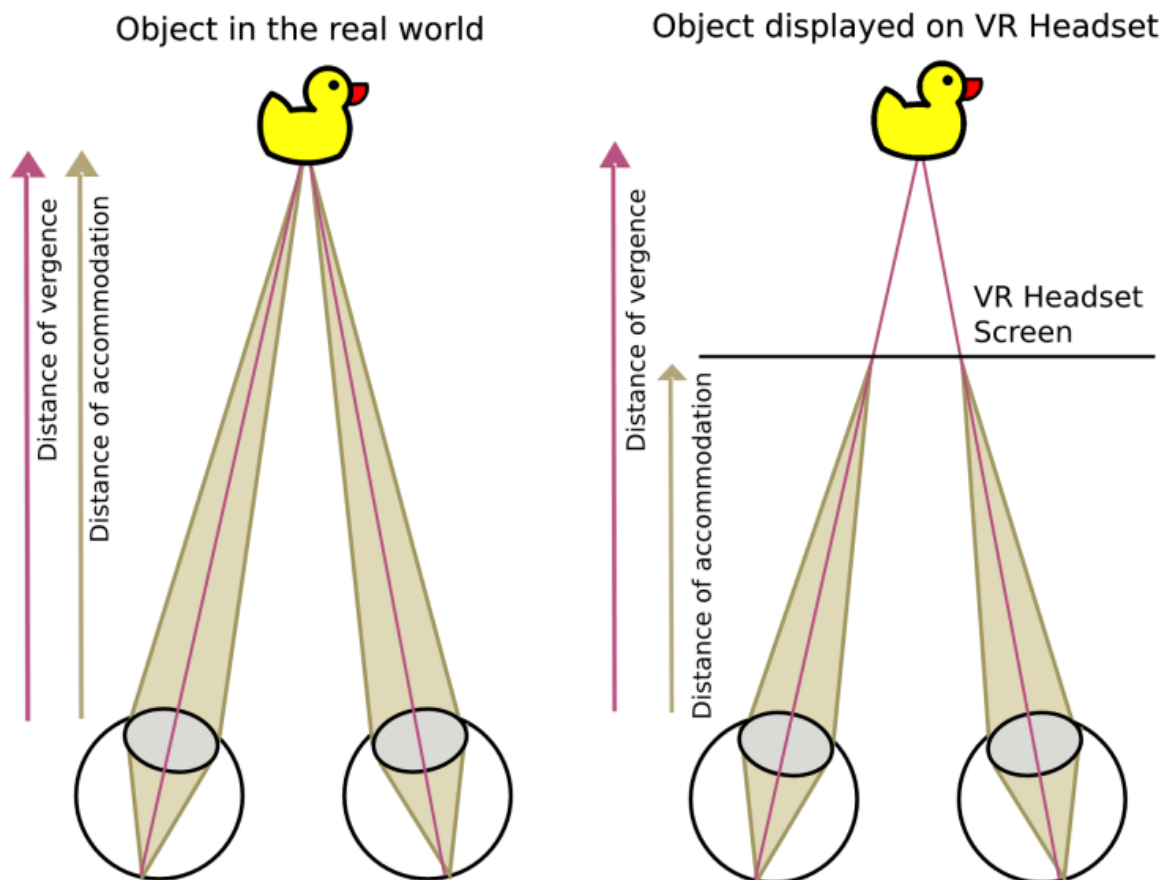 Object in the real world
Distance of vergence
Distance of accommodation
Object displayed on VR Headset
Distance of vergence
Distance of accommodation
VR Headset
Screen